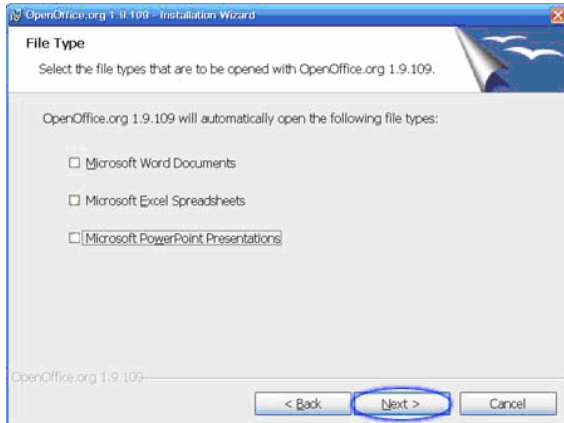 OpenOffice.org 1.9.109 - Installation Wizard
File Type
Select the file types that are to be opened with OpenOffice.org 1.9.109.
OpenOffice.org 1.9.109 will automatically open the following file types:
Microsoft Word Documents
Microsoft Excel Spreadsheets
Microsoft PowerPoint Presentations
OpenOffice.org 1.9.109
< Back Next > Cancel